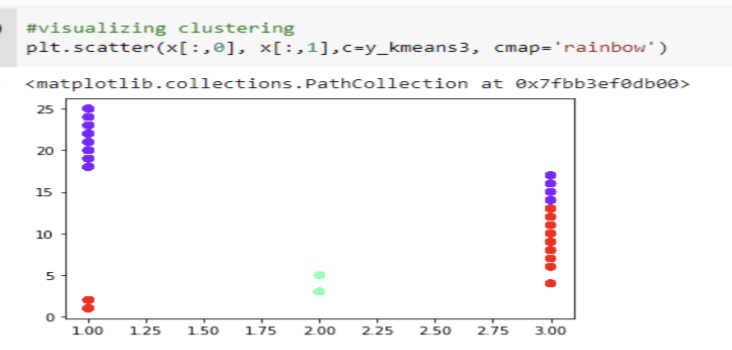 #visualizing clustering
plt.scatter(x[:,0], x[:,1],c=y_kmeans3, cmap='rainbow')
<matplotlib.collections.PathCollection at 0x7fbb3ef0db00>
25
20
15
10
5
0
1.00 1.25 1.50 1.75 2.00 2.25 2.50 2.75 3.00